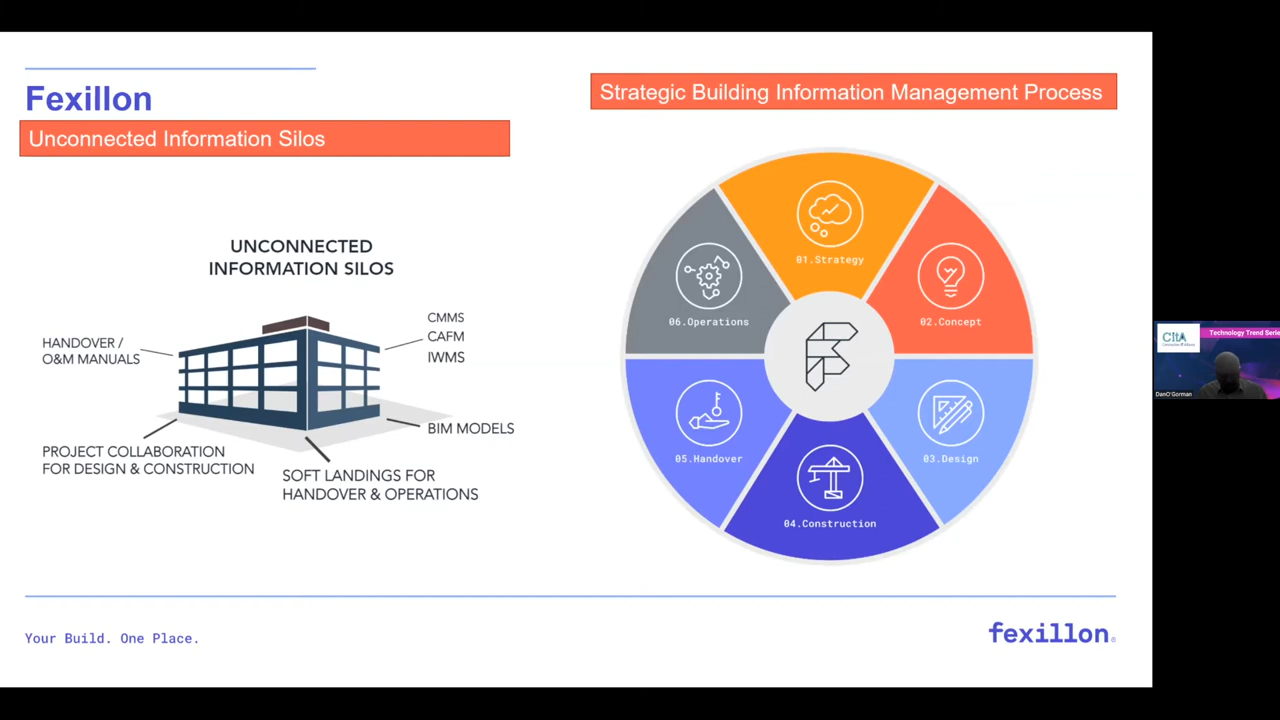 Fexillon
Unconnected Information Silos
UNCONNECTED
INFORMATION SILOS
HANDOVER /
O&M MANUALS
CMMS
CAFM
IWMS
BIM MODELS
PROJECT COLLABORATION
FOR DESIGN & CONSTRUCTION
SOFT LANDINGS FOR
HANDOVER & OPERATIONS
Strategic Building Information Management Process
01.Strategy
02.Concept
03.Design
04.Construction
05.Handover
06.Operations
Your Build. One Place.
fexillon
CitA
Technology Trend Serie
DanO'Gorman